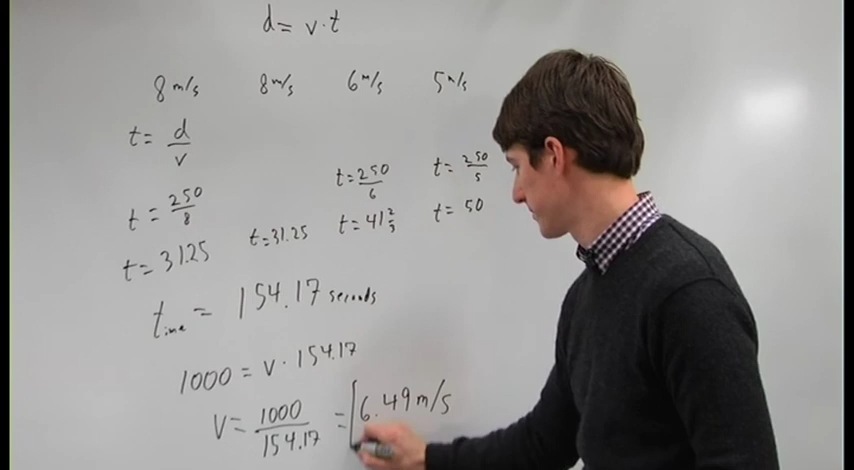 d = v · t
8 m/s 8 m/s 6 m/s 5 m/s
t = d/v
t = 250/6 t = 250/5
t = 250/8
t = 31.25 t = 31.25 t = 41 2/3 t = 50
time = 154.17 seconds
1000 = v · 154.17
v = 1000/154.17 = 6.49 m/s